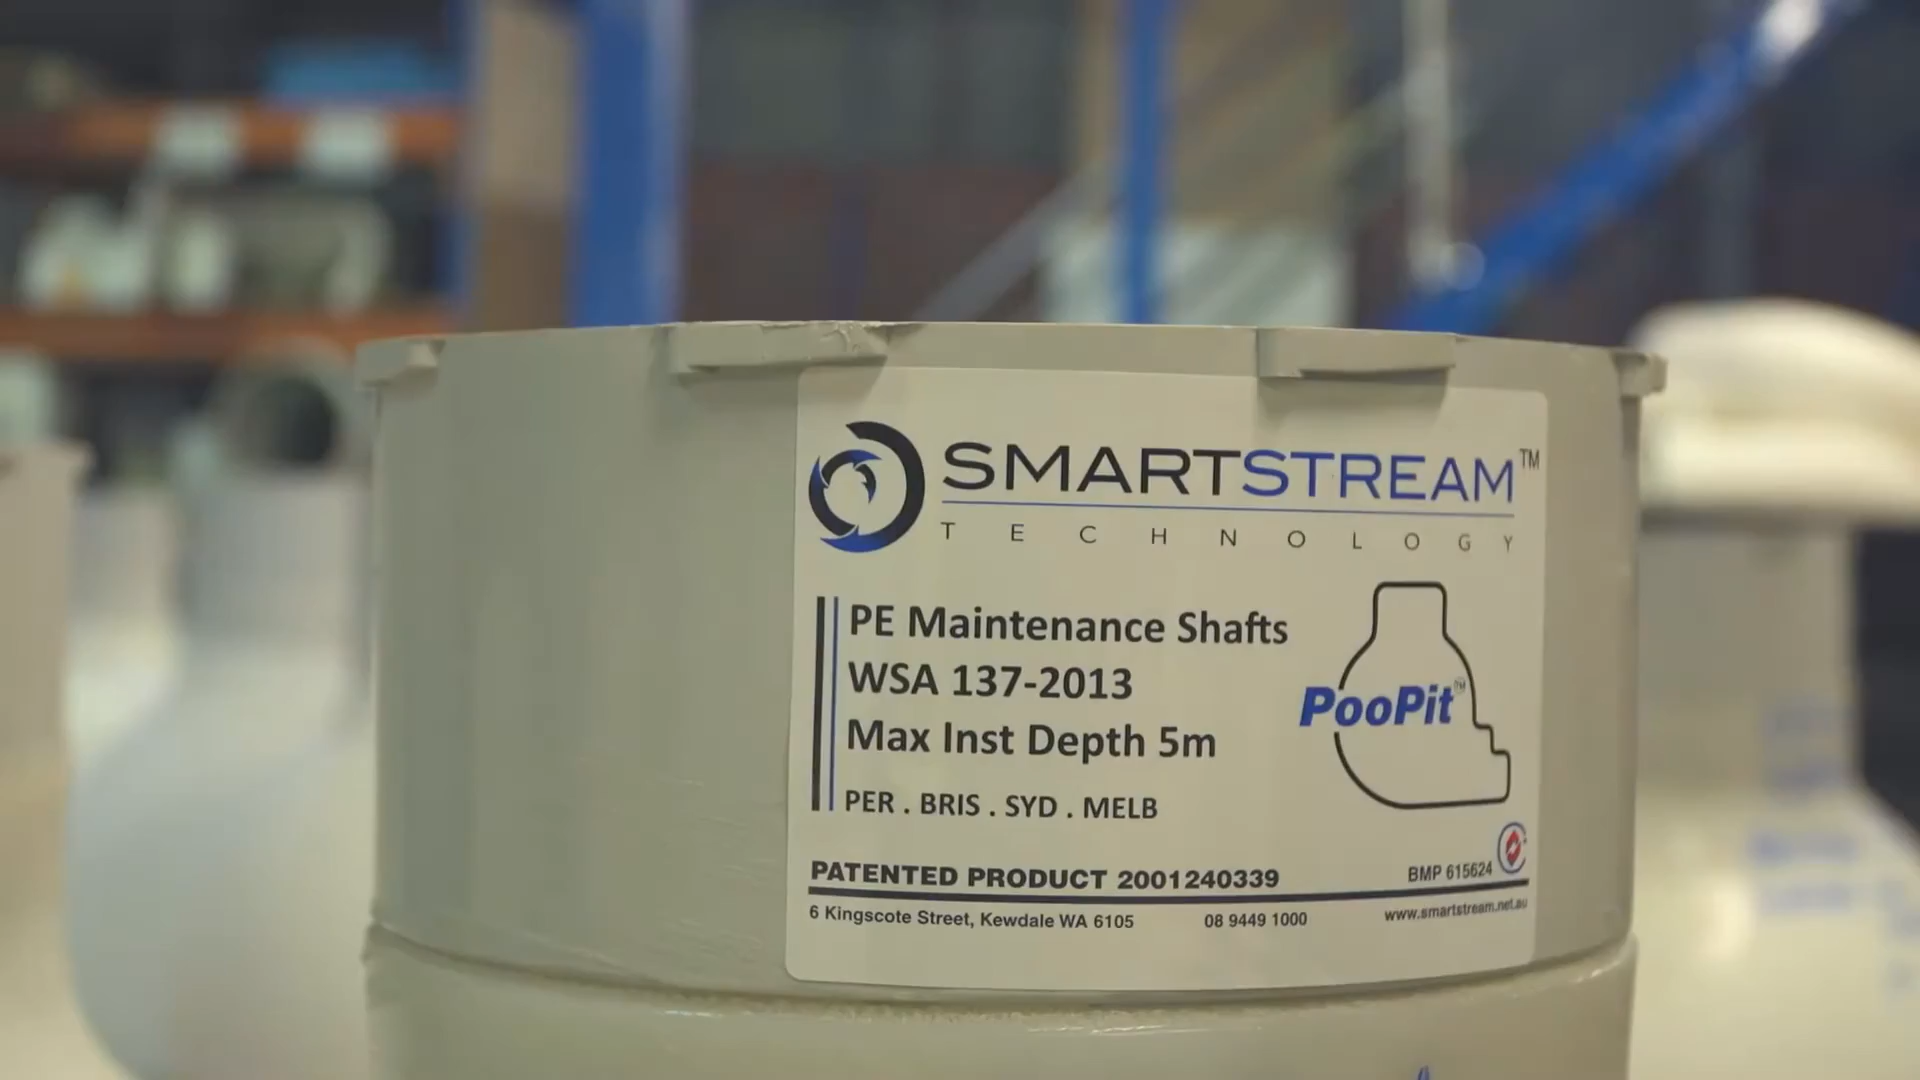 SMARTSTREAM™
TECHNOLOGY
PE Maintenance Shafts
WSA 137-2013
Max Inst Depth 5m
PER . BRIS . SYD . MELB
PooPit™
PATENTED PRODUCT 2001240339
BMP 615624
6 Kingscote Street, Kewdale WA 6105
08 9449 1000
www.smartstream.net.au